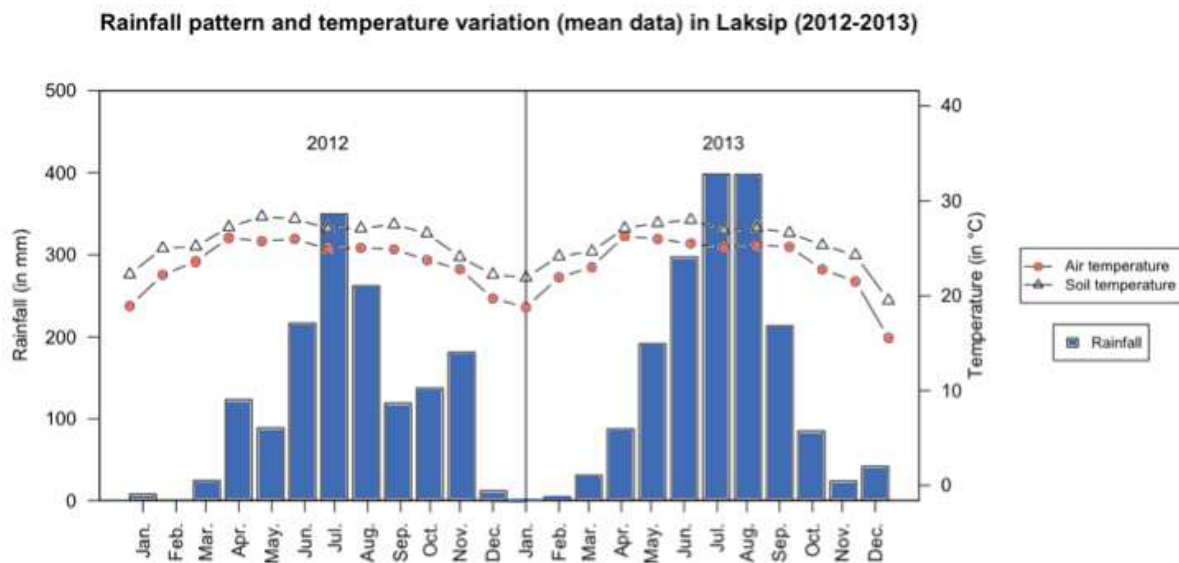 Rainfall pattern and temperature variation (mean data) in Laksip (2012-2013)
500
400
300
200
100
0
Rainfall (in mm)
2012
2013
40
30
20
10
0
Temperature (in °C)
Air temperature
Soil temperature
Rainfall
Jan.
Feb.
Mar.
Apr.
May.
Jun.
Jul.
Aug.
Sep.
Oct.
Nov.
Dec.
Jan.
Feb.
Mar.
Apr.
May.
Jun.
Jul.
Aug.
Sep.
Oct.
Nov.
Dec.